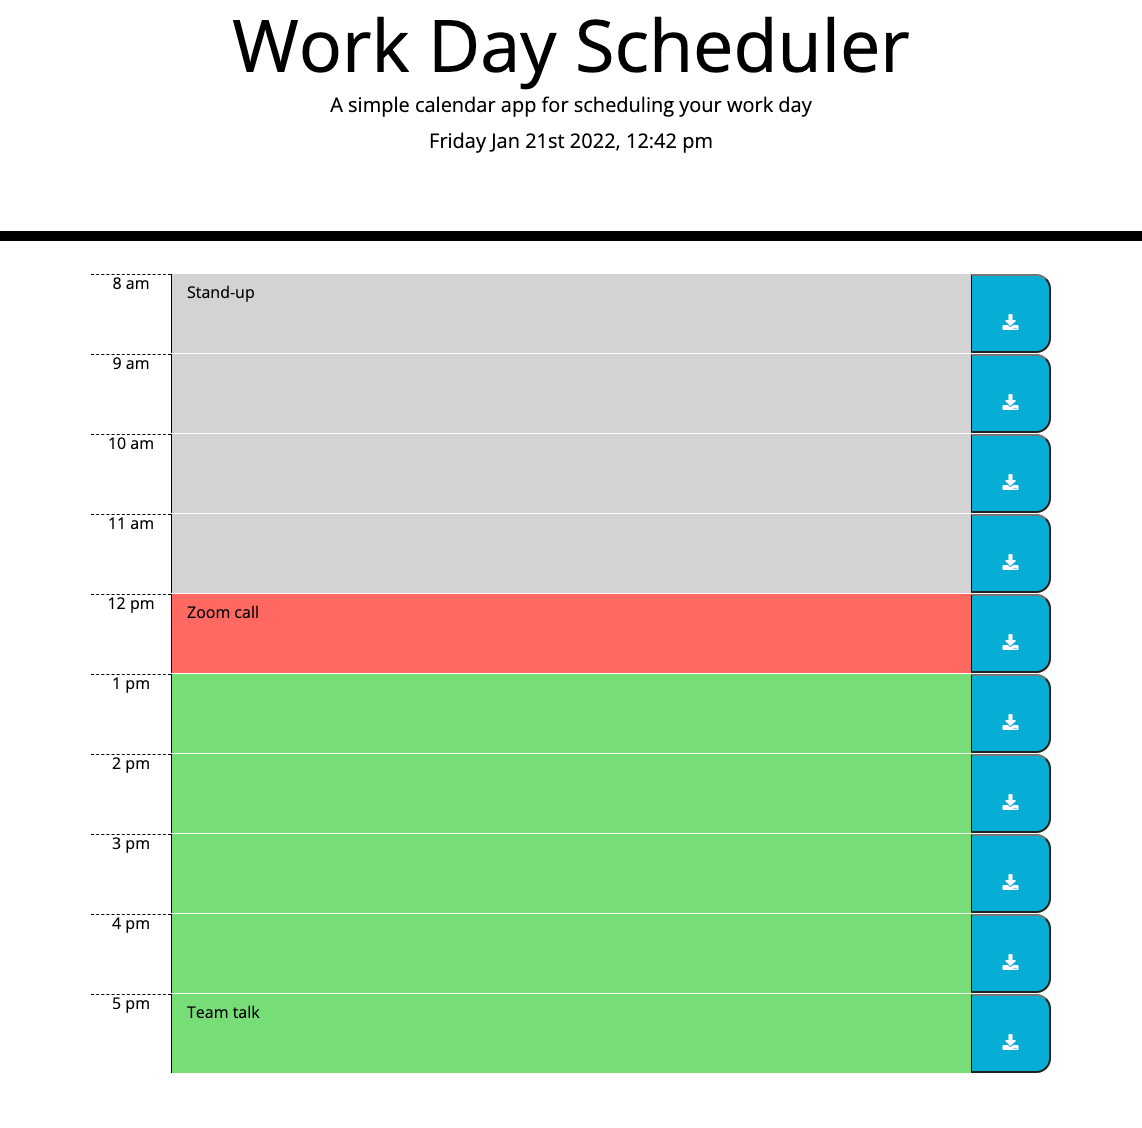 Work Day Scheduler
A simple calendar app for scheduling your work day
Friday Jan 21st 2022, 12:42 pm
8 am
Stand-up
9 am
10 am
11 am
12 pm
Zoom call
1 pm
2 pm
3 pm
4 pm
5 pm
Team talk